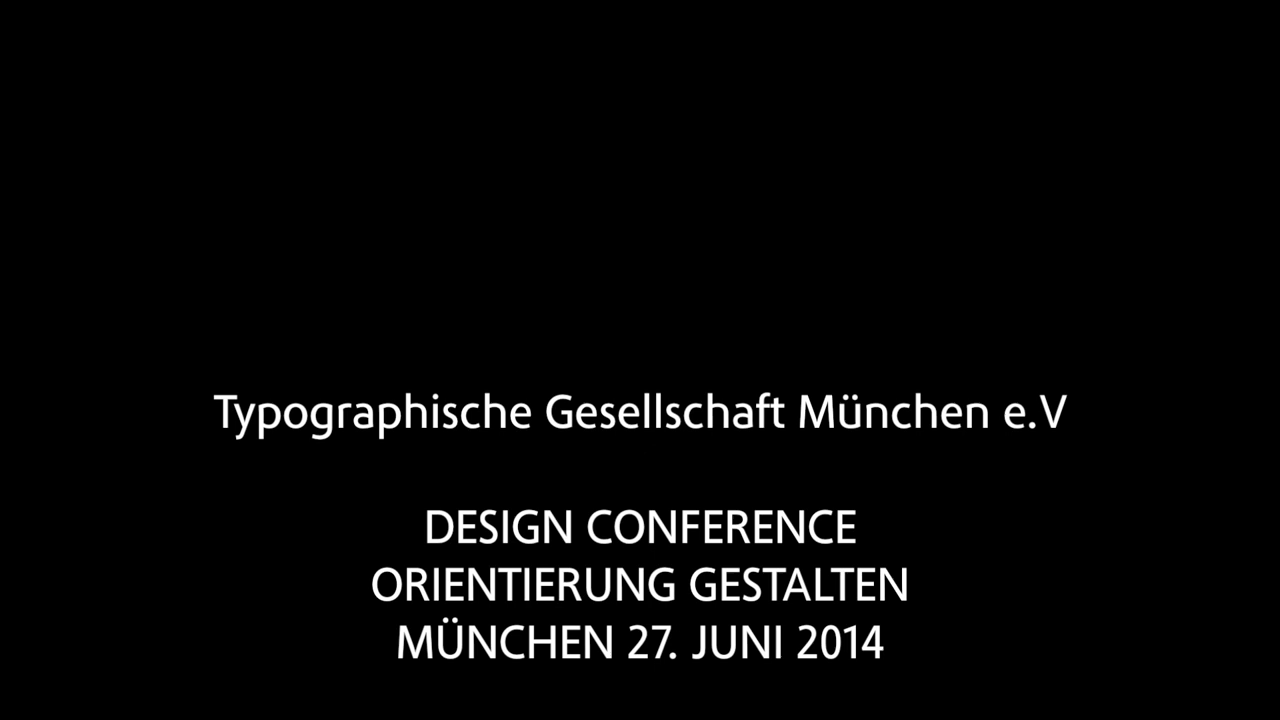 Typographische Gesellschaft München e.V
DESIGN CONFERENCE
ORIENTIERUNG GESTALTEN
MÜNCHEN 27. JUNI 2014